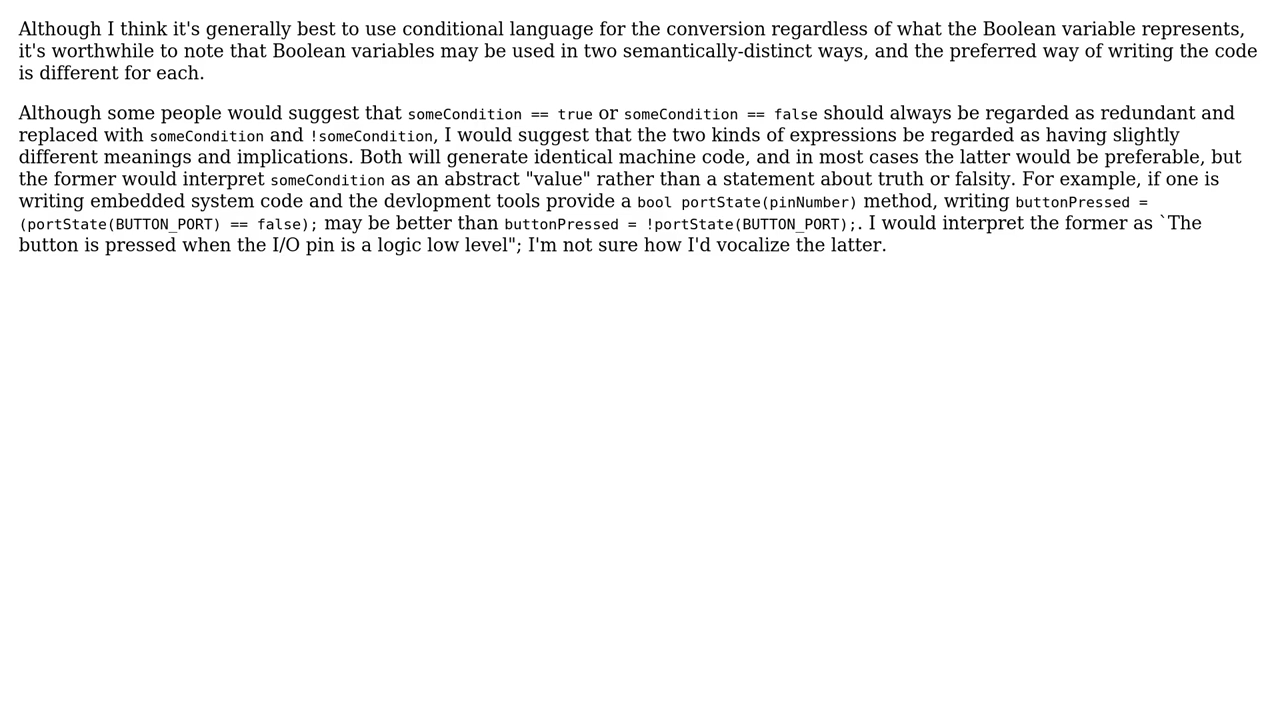 Although I think it's generally best to use conditional language for the conversion regardless of what the Boolean variable represents,
it's worthwhile to note that Boolean variables may be used in two semantically-distinct ways, and the preferred way of writing the code
is different for each.
Although some people would suggest that someCondition == true or someCondition == false should always be regarded as redundant and
replaced with someCondition and !someCondition, I would suggest that the two kinds of expressions be regarded as having slightly
different meanings and implications. Both will generate identical machine code, and in most cases the latter would be preferable, but
the former would interpret someCondition as an abstract "value" rather than a statement about truth or falsity. For example, if one is
writing embedded system code and the devlopment tools provide a bool portState(pinNumber) method, writing buttonPressed =
(portState(BUTTON_PORT) == false); may be better than buttonPressed = !portState(BUTTON_PORT);. I would interpret the former as `The
button is pressed when the I/O pin is a logic low level"; I'm not sure how I'd vocalize the latter.